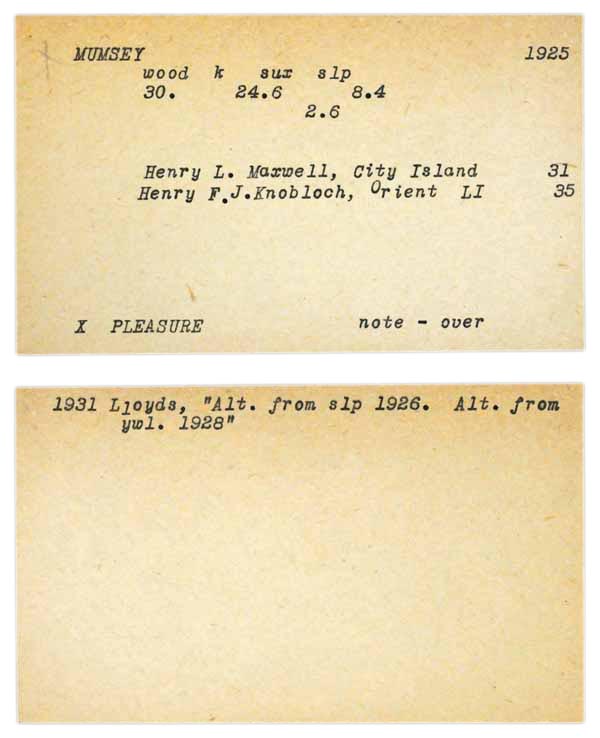 MUMSEY 1925
wood k sux slp
30. 24.6 8.4
2.6
Henry L. Maxwell, City Island 31
Henry F.J.Knobloch, Orient LI 35
X PLEASURE note - over
1931 Lloyds, "Alt. from slp 1926. Alt. from
ywl. 1928"